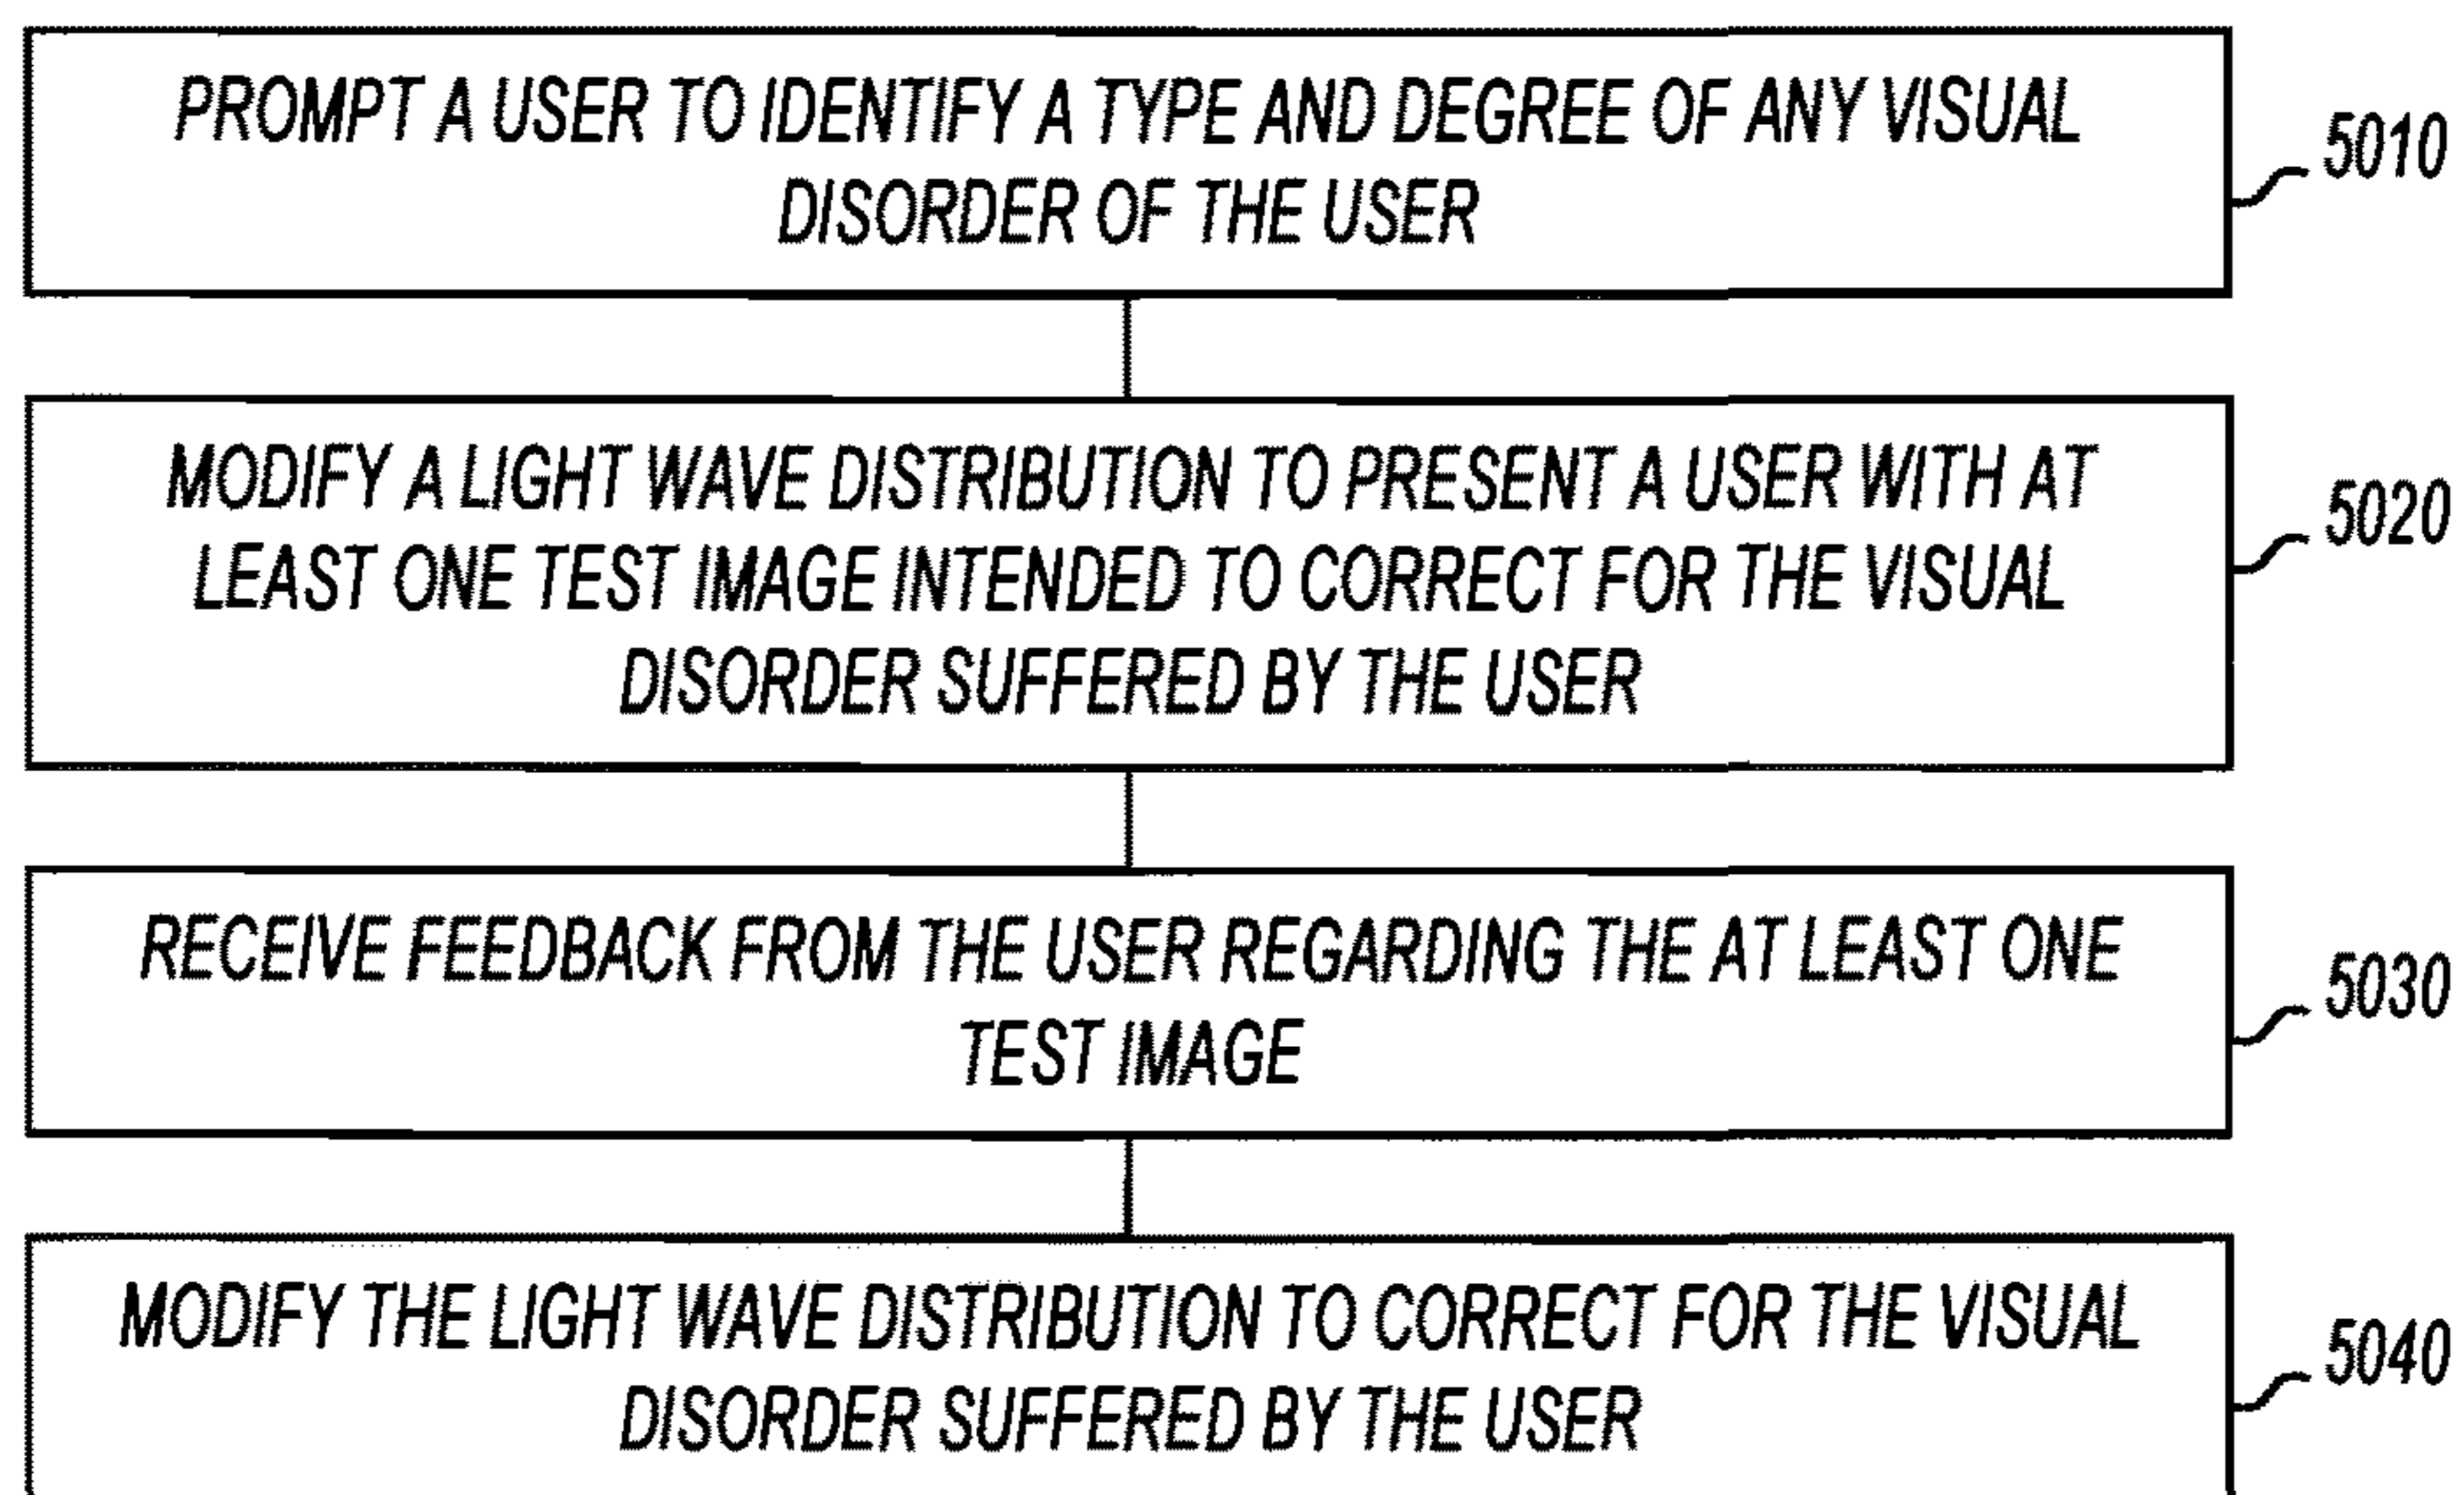 PROMPT A USER TO IDENTIFY A TYPE AND DEGREE OF ANY VISUAL
DISORDER OF THE USER
5010
MODIFY A LIGHT WAVE DISTRIBUTION TO PRESENT A USER WITH AT
LEAST ONE TEST IMAGE INTENDED TO CORRECT FOR THE VISUAL
DISORDER SUFFERED BY THE USER
5020
RECEIVE FEEDBACK FROM THE USER REGARDING THE AT LEAST ONE
TEST IMAGE
5030
MODIFY THE LIGHT WAVE DISTRIBUTION TO CORRECT FOR THE VISUAL
DISORDER SUFFERED BY THE USER
5040